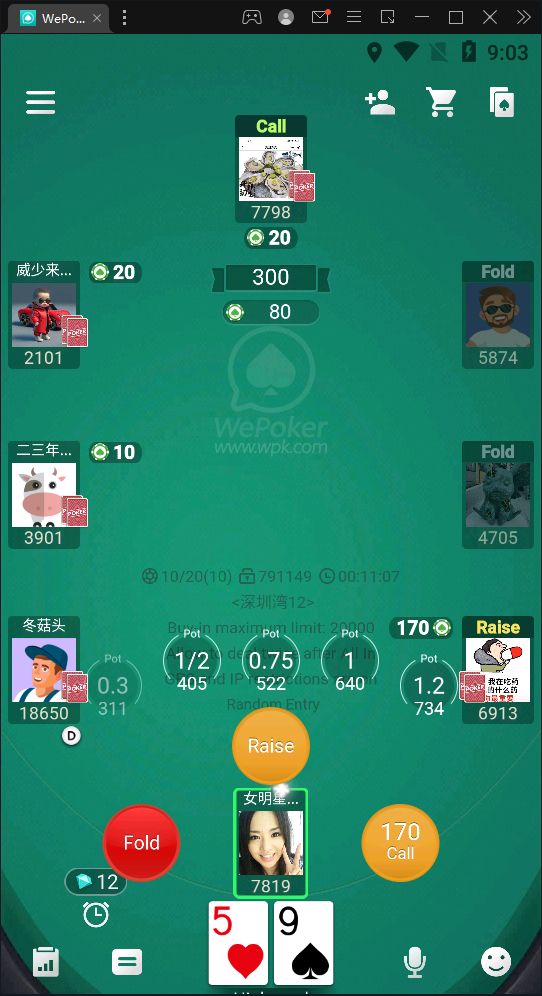 WePo...
9:03
Call
7798
20
威少来...
20
300
Fold
2101
80
5874
WePoker
www.wpk.com
二三年...
10
Fold
3901
4705
10/20(10) 791149 00:11:07
<深圳湾12>
Buy-in maximum limit: 20000
Random Entry
冬菇头
170
Raise
Pot
1/2
405
Pot
0.75
522
Pot
1
640
Pot
0.3
311
Pot
1.2
734
我在吃药
18650
6913
D
Raise
女明星...
Fold
170
Call
12
7819
5
9